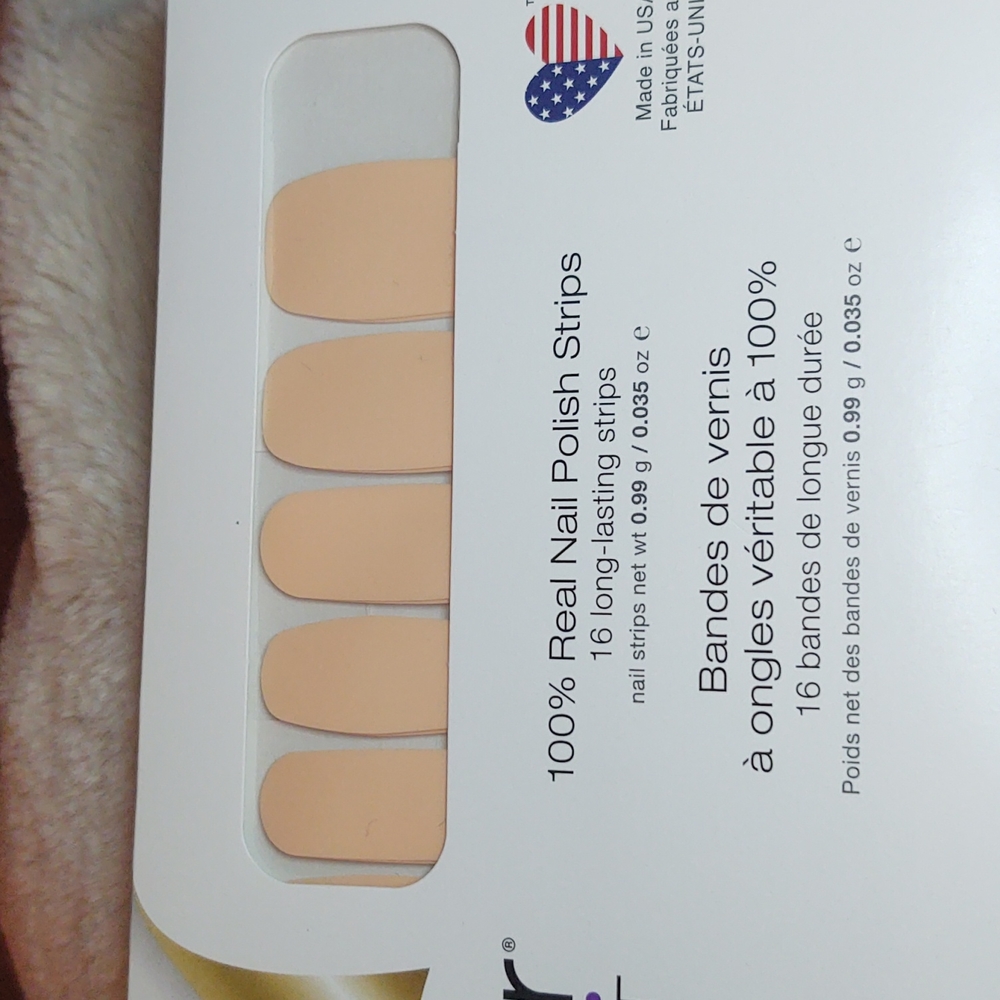 100% Real Nail Polish Strips
16 long-lasting strips
nail strips net wt 0.99 g / 0.035 oz ℮
Bandes de vernis
à ongles véritable à 100%
16 bandes de longue durée
Poids net des bandes de vernis 0.99 g / 0.035 oz ℮
Made in USA
Fabriquées a
ÉTATS-UNI
r®